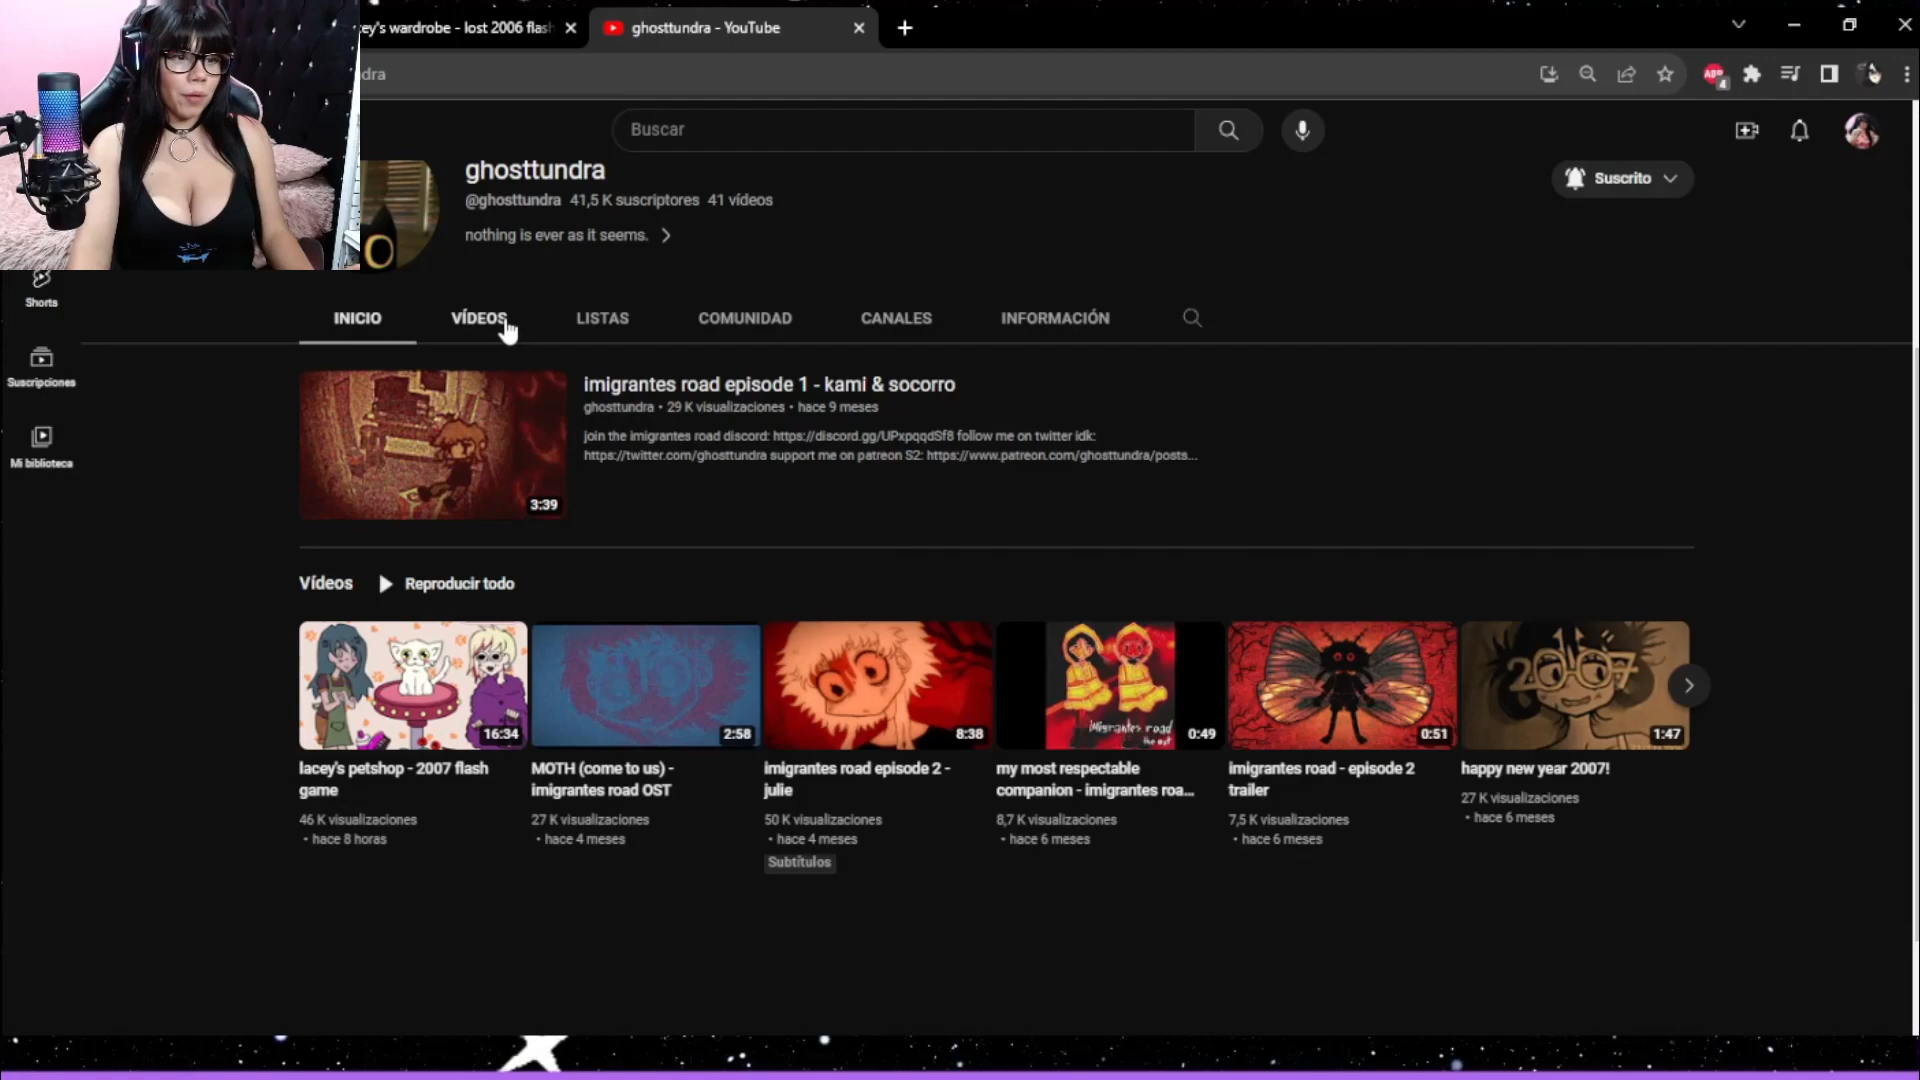 ey's wardrobe - lost 2006 flash
ghosttundra - YouTube
dra
ABP
4
Buscar
ghosttundra
@ghosttundra 41,5 K suscriptores 41 vídeos
nothing is ever as it seems.
Suscrito
Shorts
Suscripciones
Mi biblioteca
INICIO
VÍDEOS
LISTAS
COMUNIDAD
CANALES
INFORMACIÓN
3:39
imigrantes road episode 1 - kami & socorro
ghosttundra • 29 K visualizaciones • hace 9 meses
join the imigrantes road discord: https://discord.gg/UPxpqqdSf8 follow me on twitter idk:
https://twitter.com/ghosttundra support me on patreon S2: https://www.patreon.com/ghosttundra/posts...
Vídeos
Reproducir todo
16:34
lacey's petshop - 2007 flash
game
46 K visualizaciones
• hace 8 horas
2:58
MOTH (come to us) -
imigrantes road OST
27 K visualizaciones
• hace 4 meses
8:38
imigrantes road episode 2 -
julie
50 K visualizaciones
• hace 4 meses
Subtítulos
iMigrantes road
the ost
0:49
my most respectable
companion - imigrantes roa...
8,7 K visualizaciones
• hace 6 meses
0:51
imigrantes road - episode 2
trailer
7,5 K visualizaciones
• hace 6 meses
2007
1:47
happy new year 2007!
27 K visualizaciones
• hace 6 meses